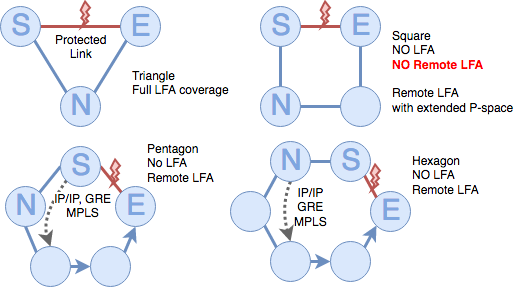 S
E
Protected
Link
N
Triangle
Full LFA coverage
S
E
N
Square
NO LFA
NO Remote LFA
Remote LFA
with extended P-space
S
N
E
Pentagon
No LFA
Remote LFA
IP/IP, GRE
MPLS
N
S
E
IP/IP
GRE
MPLS
Hexagon
NO LFA
Remote LFA